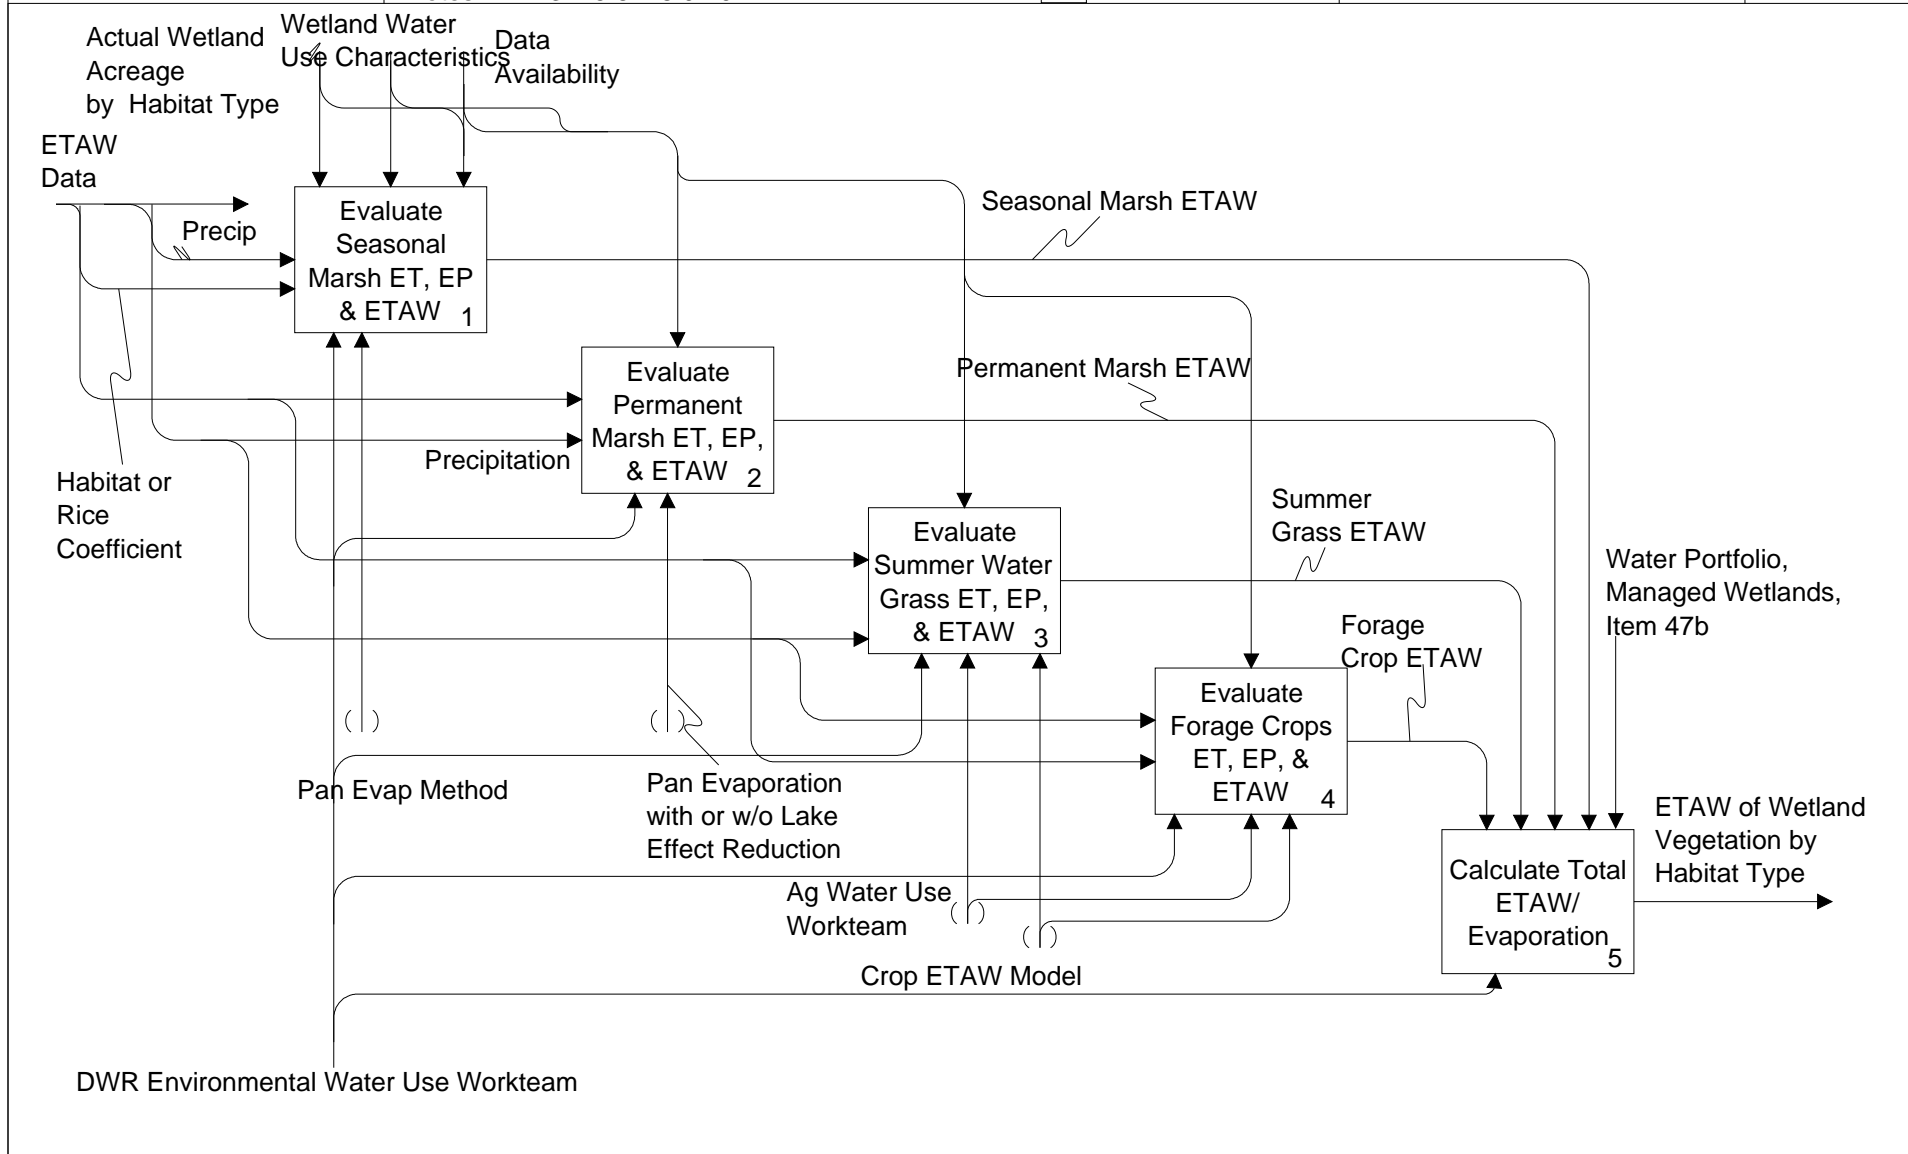 Actual Wetland
Acreage
by Habitat Type
Wetland Water
Use Characteristics
Data
Availability
ETAW
Data
Precip
Evaluate
Seasonal
Marsh ET, EP
& ETAW 1
Seasonal Marsh ETAW
Evaluate
Permanent
Marsh ET, EP,
& ETAW 2
Permanent Marsh ETAW
Precipitation
Habitat or
Rice
Coefficient
Evaluate
Summer Water
Grass ET, EP,
& ETAW 3
Summer
Grass ETAW
Water Portfolio,
Managed Wetlands,
Item 47b
Forage
Crop ETAW
Evaluate
Forage Crops
ET, EP, &
ETAW 4
Pan Evap Method
Pan Evaporation
with or w/o Lake
Effect Reduction
ETAW of Wetland
Vegetation by
Habitat Type
Calculate Total
ETAW/
Evaporation
5
Ag Water Use
Workteam
Crop ETAW Model
DWR Environmental Water Use Workteam